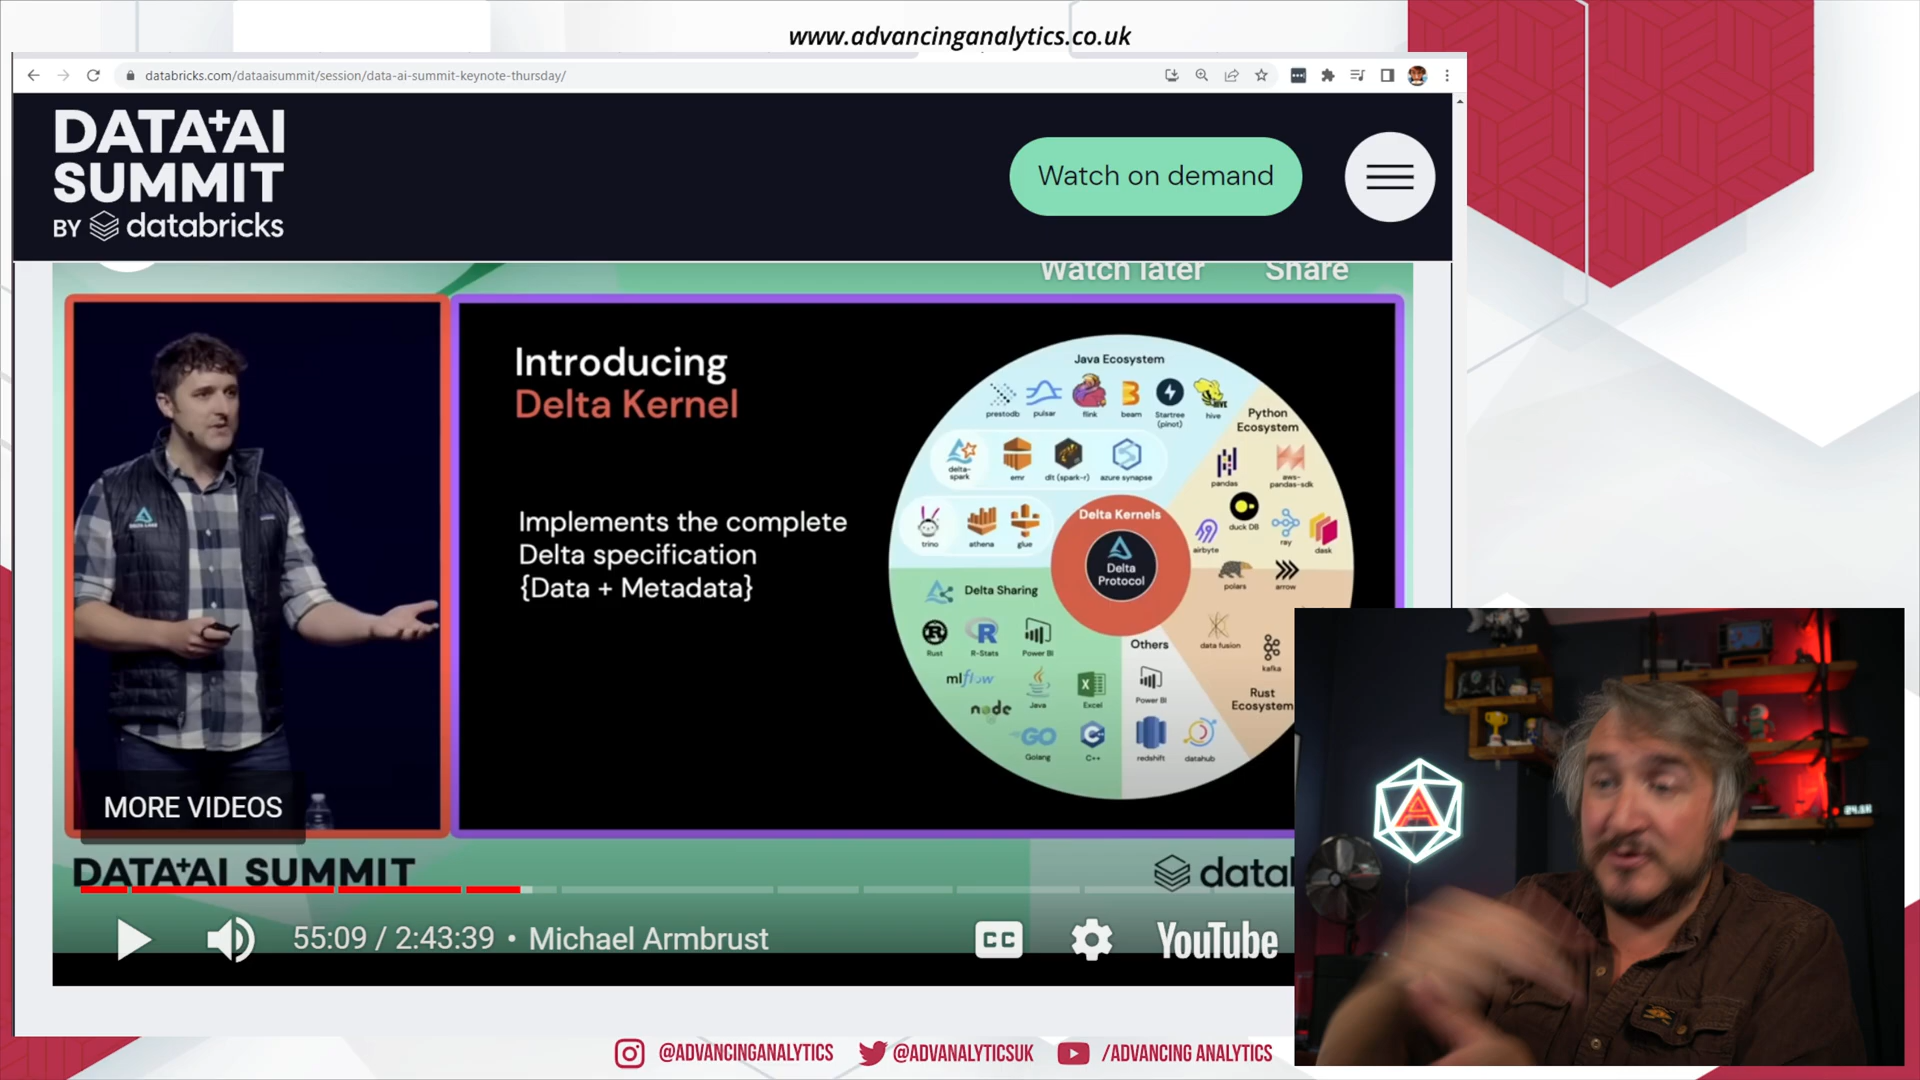 www.advancinganalytics.co.uk
databricks.com/dataaisummit/session/data-ai-summit-keynote-thursday/
DATA+AI
SUMMIT
BY databricks
Watch on demand
Watch later
Share
Introducing
Delta Kernel
Implements the complete
Delta specification
{Data + Metadata}
Java Ecosystem
prestodb
pulsar
flink
beam
Startree
(pinot)
hive
HIVE
Python
Ecosystem
delta-
spark
emr
dlt (spark-r)
azure synapse
pandas
aws-
pandas-sdk
trino
athena
glue
Delta Kernels
Delta
Protocol
airbyte
duck DB
ray
dask
polars
arrow
Delta Sharing
Rust
R-Stats
Power BI
mlflow
Java
Excel
node
GO
Golang
C++
Others
Power BI
redshift
datahub
data fusion
kafka
Rust
Ecosystem
DELTA LAKE
MORE VIDEOS
DATA+AI SUMMIT
datab
55:09 / 2:43:39 • Michael Armbrust
CC
YouTube
A
@ADVANCINGANALYTICS
@ADVANALYTICSUK
/ADVANCING ANALYTICS